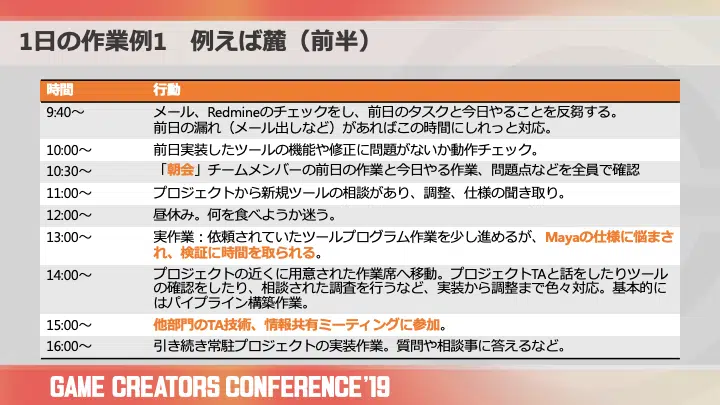 1日の作業例1 例えば麓（前半）
時間 行動
9:40～ メール、Redmineのチェックをし、前日のタスクと今日やることを反芻する。
前日の漏れ（メール出しなど）があればこの時間にしれっと対応。
10:00～ 前日実装したツールの機能や修正に問題がないか動作チェック。
10:30～ 「朝会」チームメンバーの前日の作業と今日やる作業、問題点などを全員で確認
11:00～ プロジェクトから新規ツールの相談があり、調整、仕様の聞き取り。
12:00～ 昼休み。何を食べようか迷う。
13:00～ 実作業：依頼されていたツールプログラム作業を少し進めるが、Mayaの仕様に悩まさ
れ、検証に時間を取られる。
14:00～ プロジェクトの近くに用意された作業席へ移動。プロジェクトTAと話をしたりツール
の確認をしたり、相談された調査を行うなど、実装から調整まで色々対応。基本的に
はパイプライン構築作業。
15:00～ 他部門のTA技術、情報共有ミーティングに参加。
16:00～ 引き続き常駐プロジェクトの実装作業。質問や相談事に答えるなど。
GAME CREATORS CONFERENCE'19